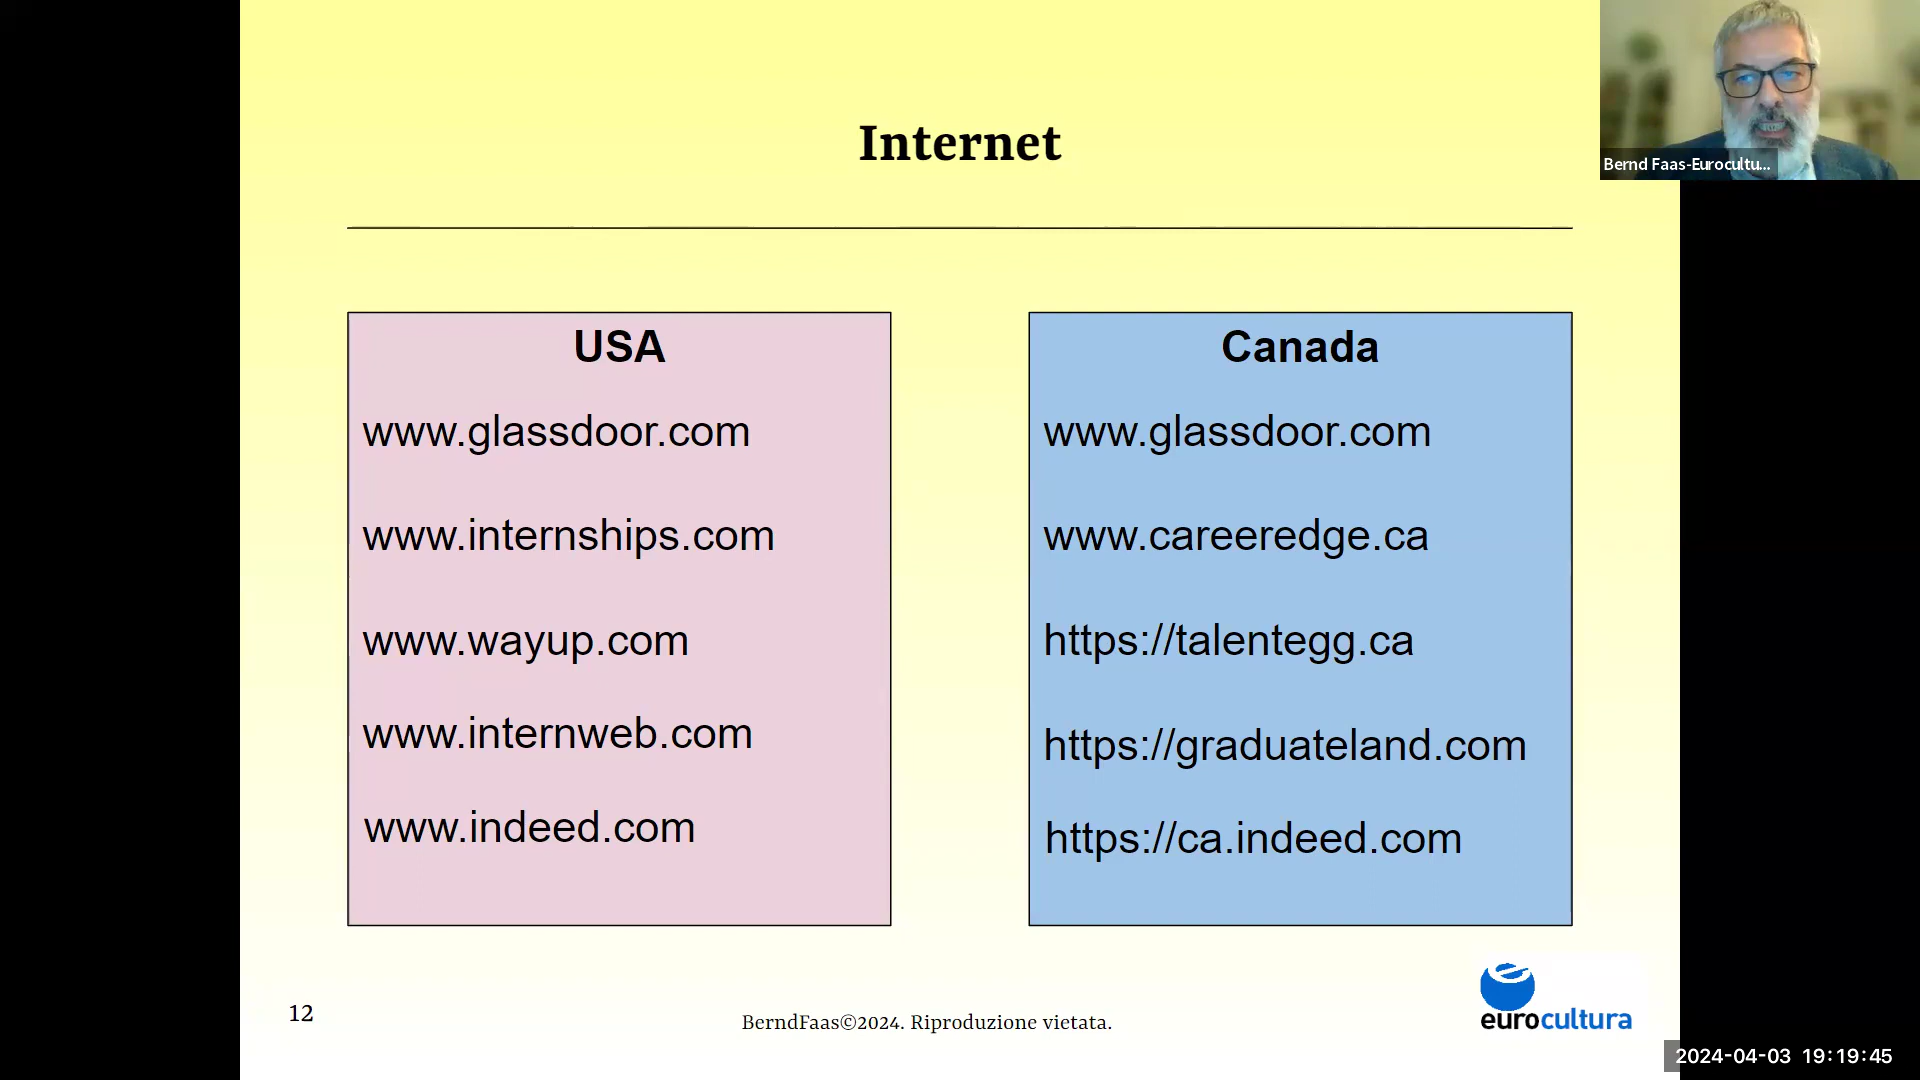 Internet
Bernd Faas-Eurocultu...
USA
www.glassdoor.com
www.internships.com
www.wayup.com
www.internweb.com
www.indeed.com
Canada
www.glassdoor.com
www.careeredge.ca
https://talentegg.ca
https://graduateland.com
https://ca.indeed.com
12
BerndFaas©2024. Riproduzione vietata.
eurocultura
2024-04-03 19:19:45